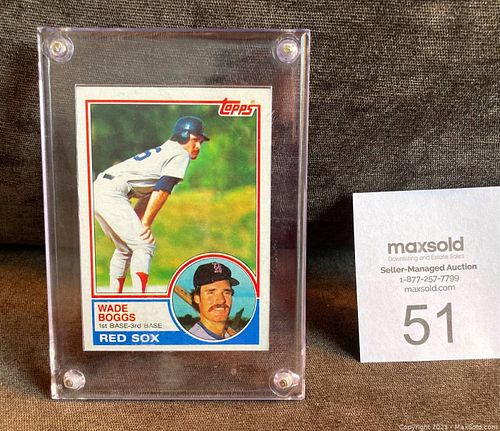 Topps
WADE
BOGGS
1st BASE-3rd BASE
RED SOX
maxsold
Downsizing and Estate Sales
Seller-Managed Auction
1-877-257-7799
maxsold.com
51
Copyright 2021 - MaxSold.com